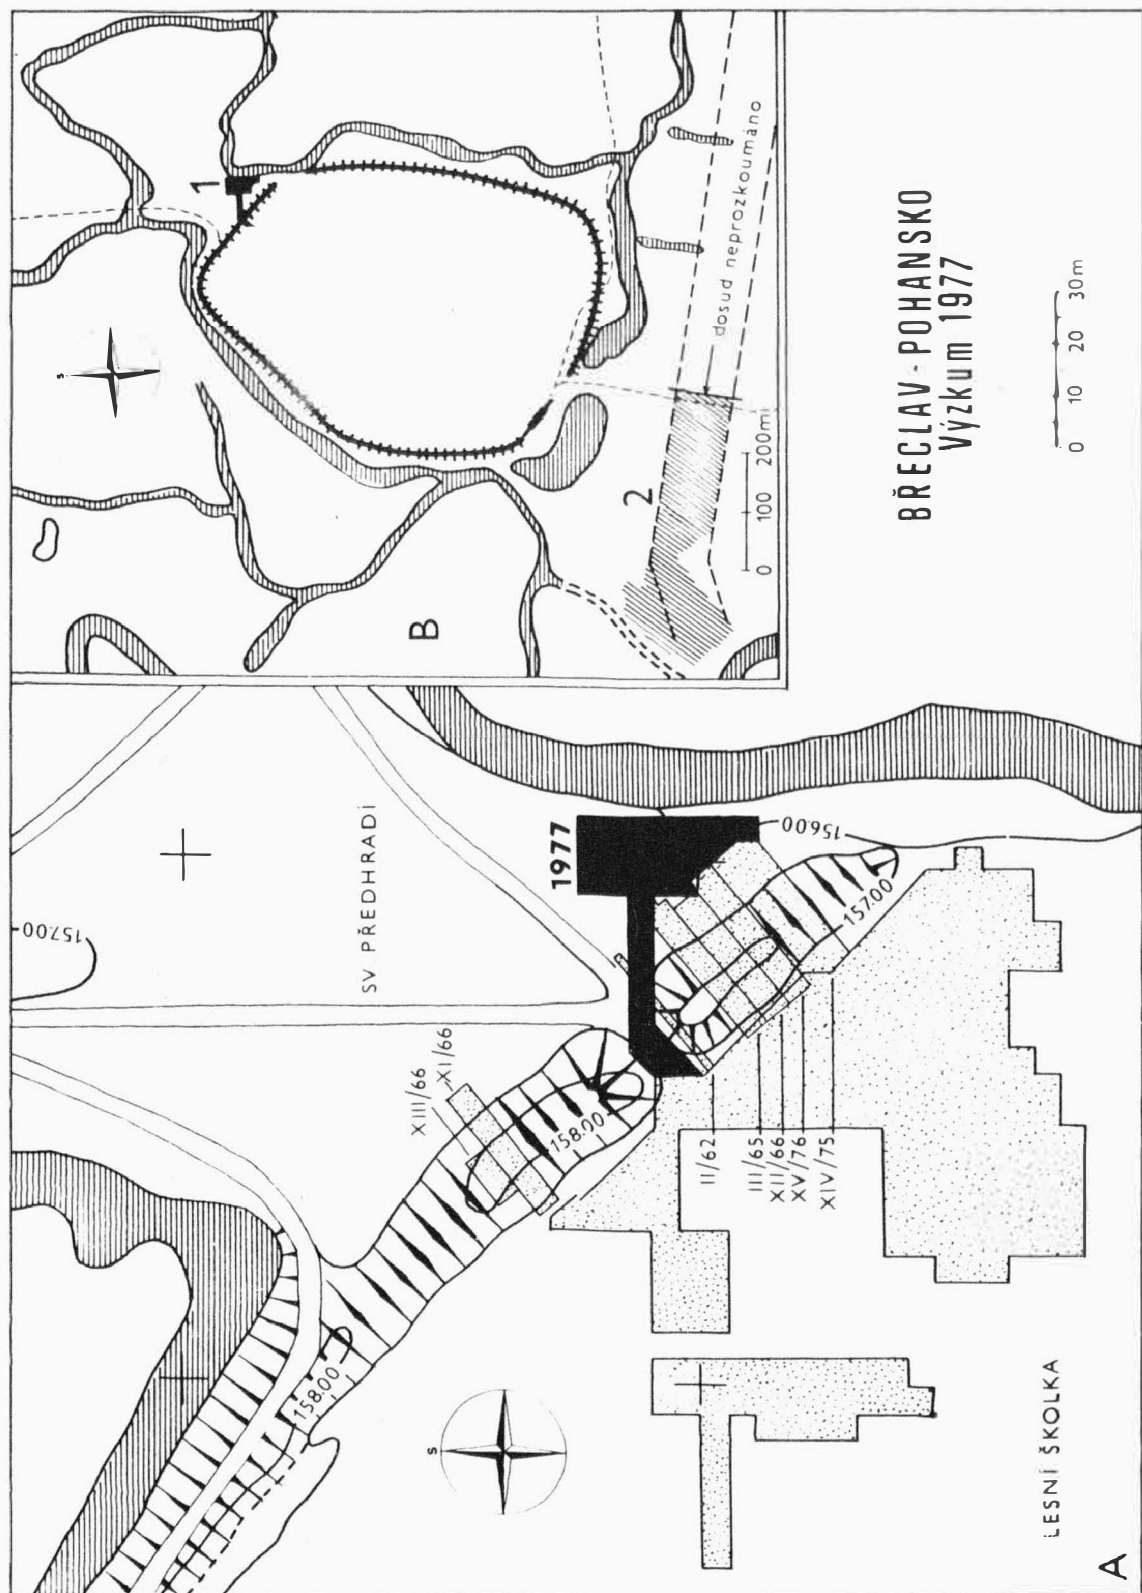 BŘECLAV - POHANSKO
Výzkum 1977
0 10 20 30m
A
LESNÍ ŠKOLKA
s
158.00
XIII/66
XI/66
158.00
SV PŘEDHRADÍ
157.00
1977
156.00
157.00
II/62
III/65
XII/66
XV/76
XIV/75
B
s
1
2
dosud neprozkoumáno
0 100 200m